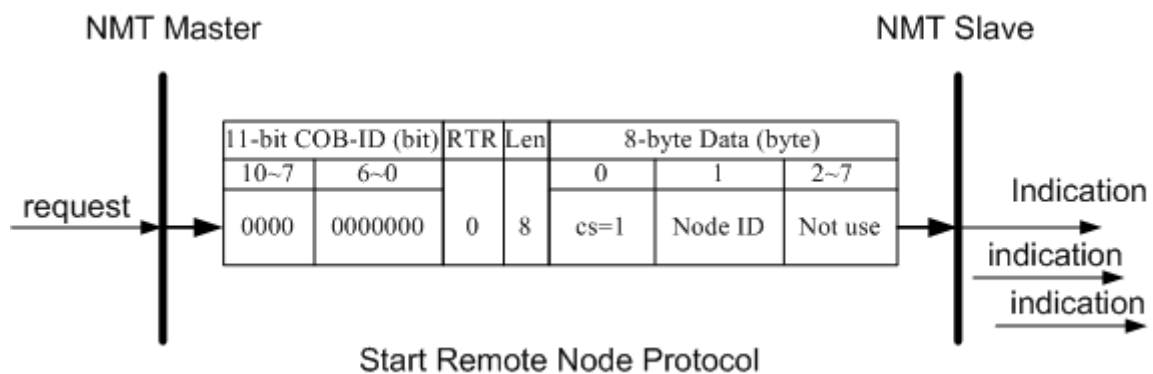 NMT Master
NMT Slave
11-bit COB-ID (bit) RTR Len 8-byte Data (byte)
10~7 6~0 0 1 2~7
request 0000 0000000 0 8 cs=1 Node ID Not use Indication
indication
indication
Start Remote Node Protocol